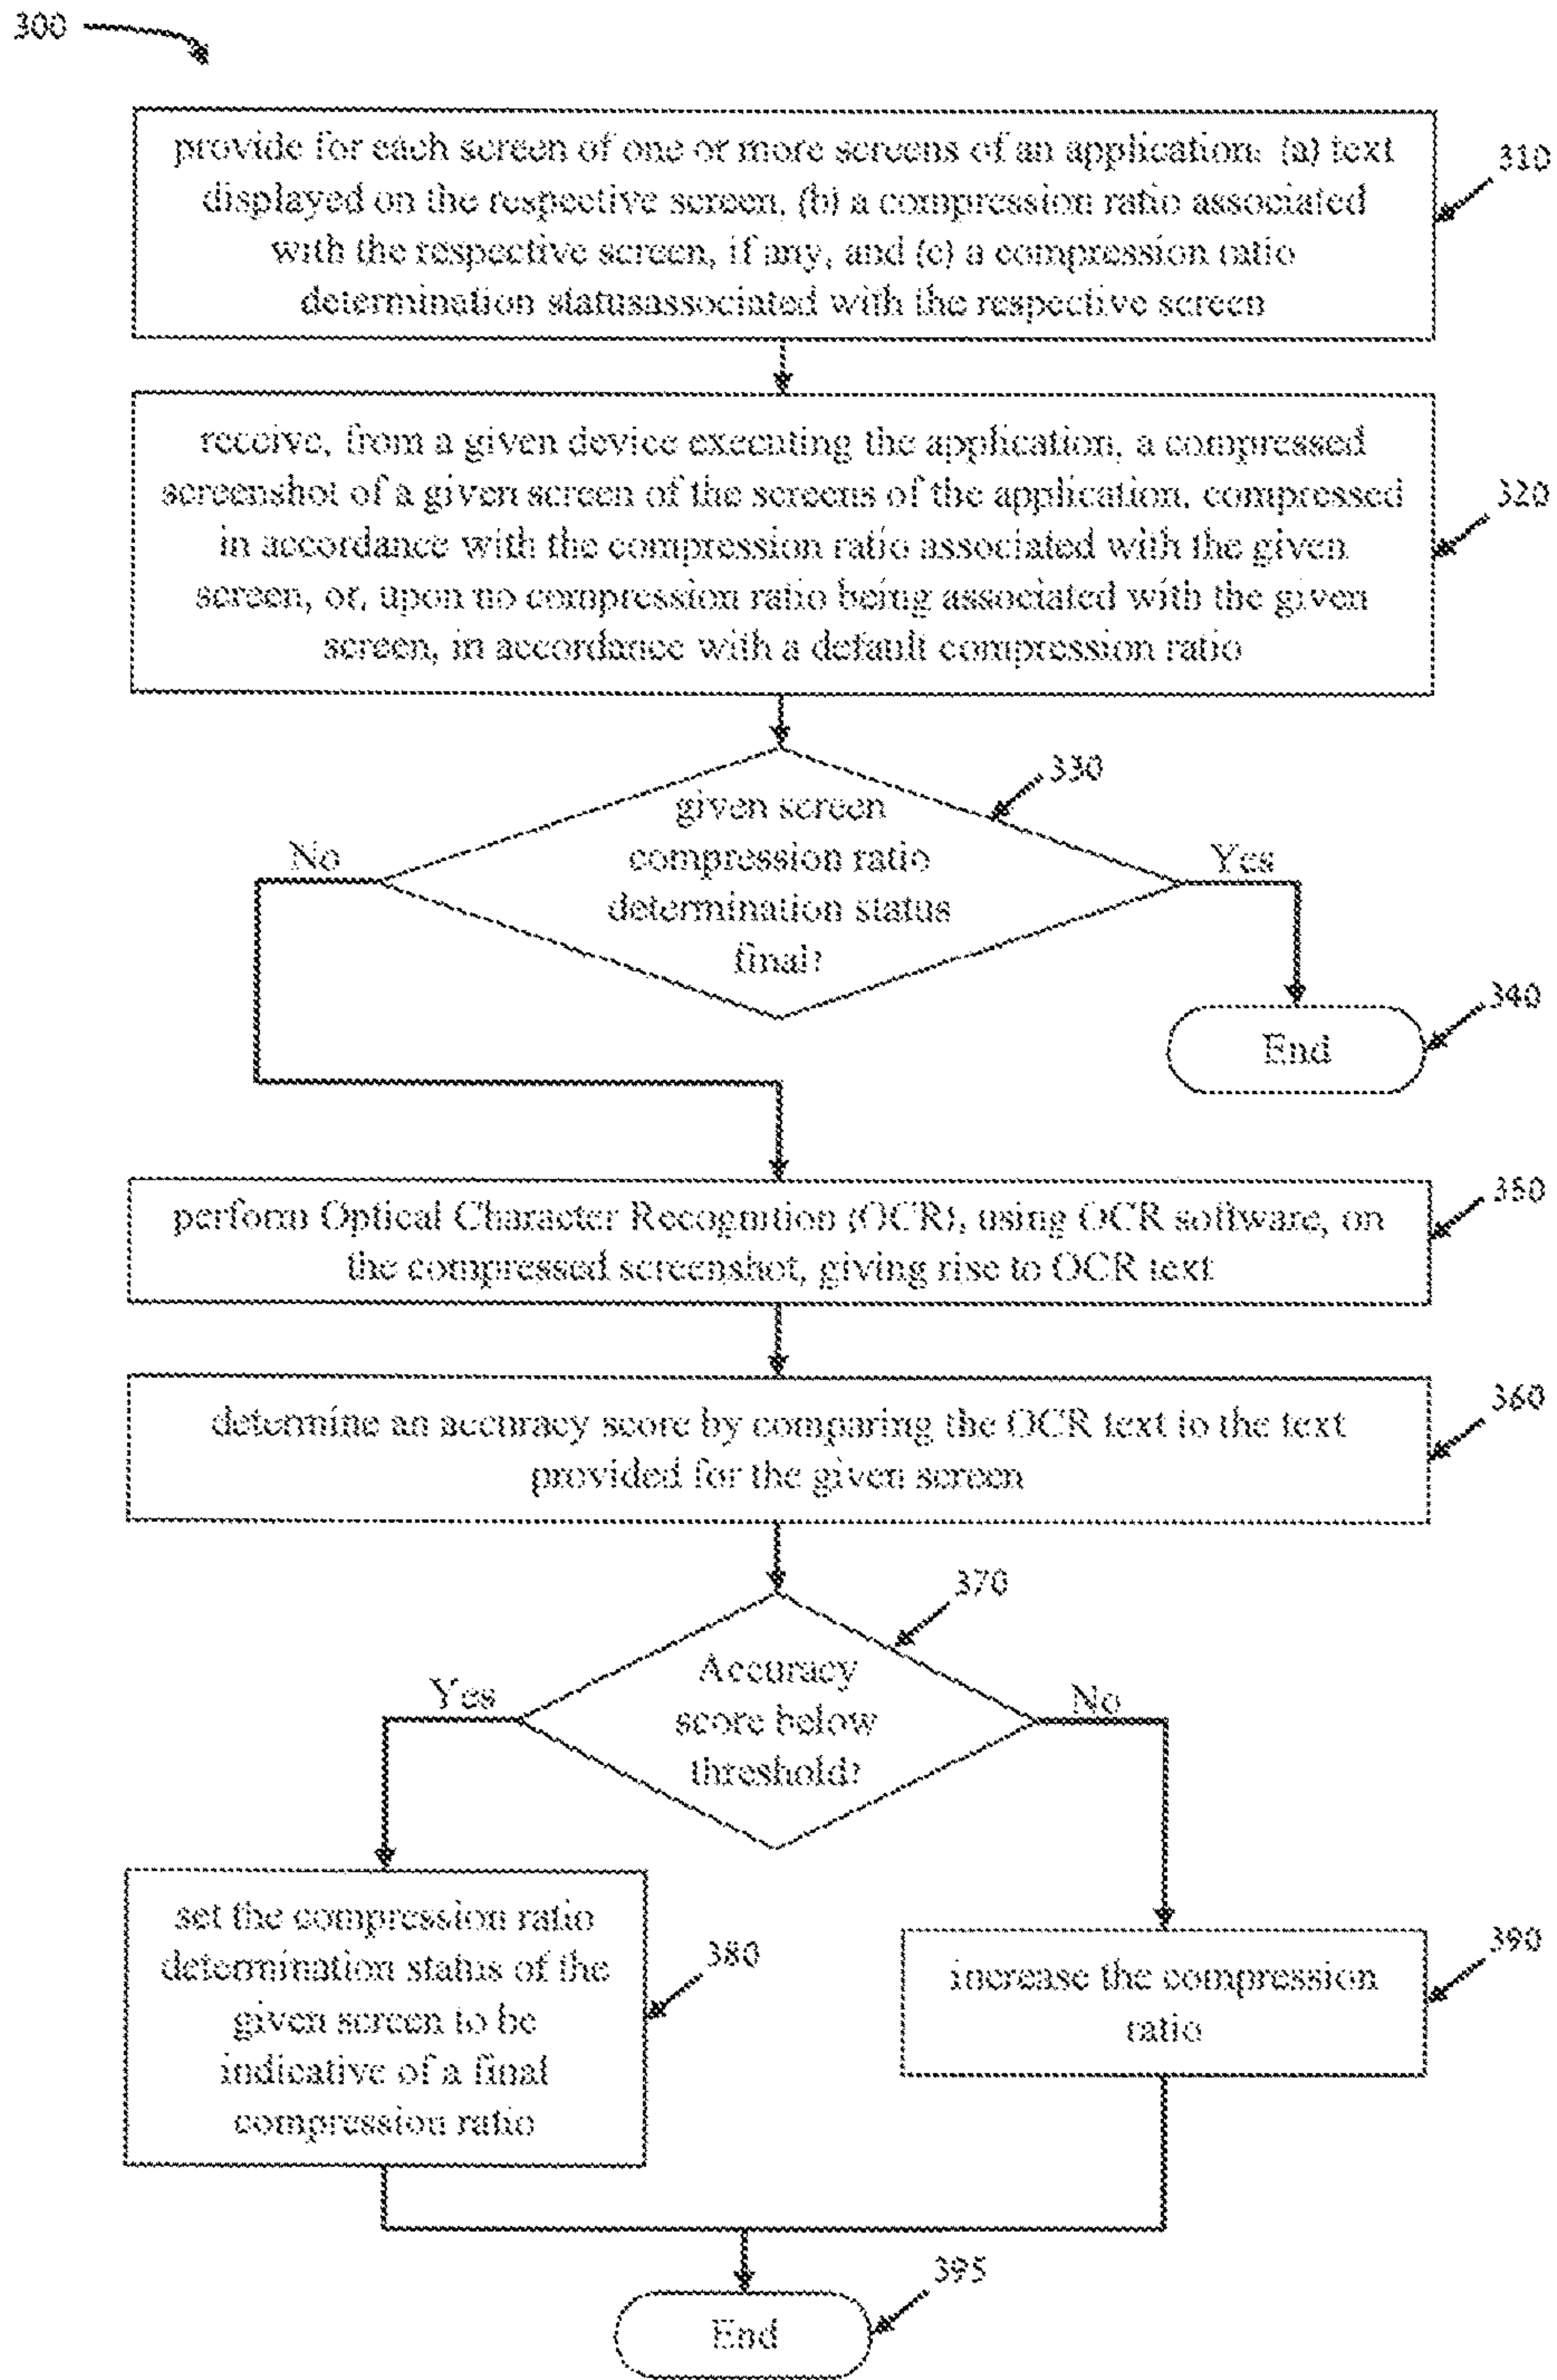 300
provide for each screen of one or more screens of an application: (a) text
displayed on the respective screen, (b) a compression ratio associated
with the respective screen, if any, and (c) a compression ratio
determination statusassociated with the respective screen
310
receive, from a given device executing the application, a compressed
screenshot of a given screen of the screens of the application, compressed
in accordance with the compression ratio associated with the given
screen, or, upon no compression ratio being associated with the given
screen, in accordance with a default compression ratio
320
330
given screen
compression ratio
determination status
final?
No
Yes
340
End
perform Optical Character Recognition (OCR), using OCR software, on
the compressed screenshot, giving rise to OCR text
350
determine an accuracy score by comparing the OCR text to the text
provided for the given screen
360
370
Accuracy
score below
threshold?
Yes
No
set the compression ratio
determination status of the
given screen to be
indicative of a final
compression ratio
380
increase the compression
ratio
390
395
End